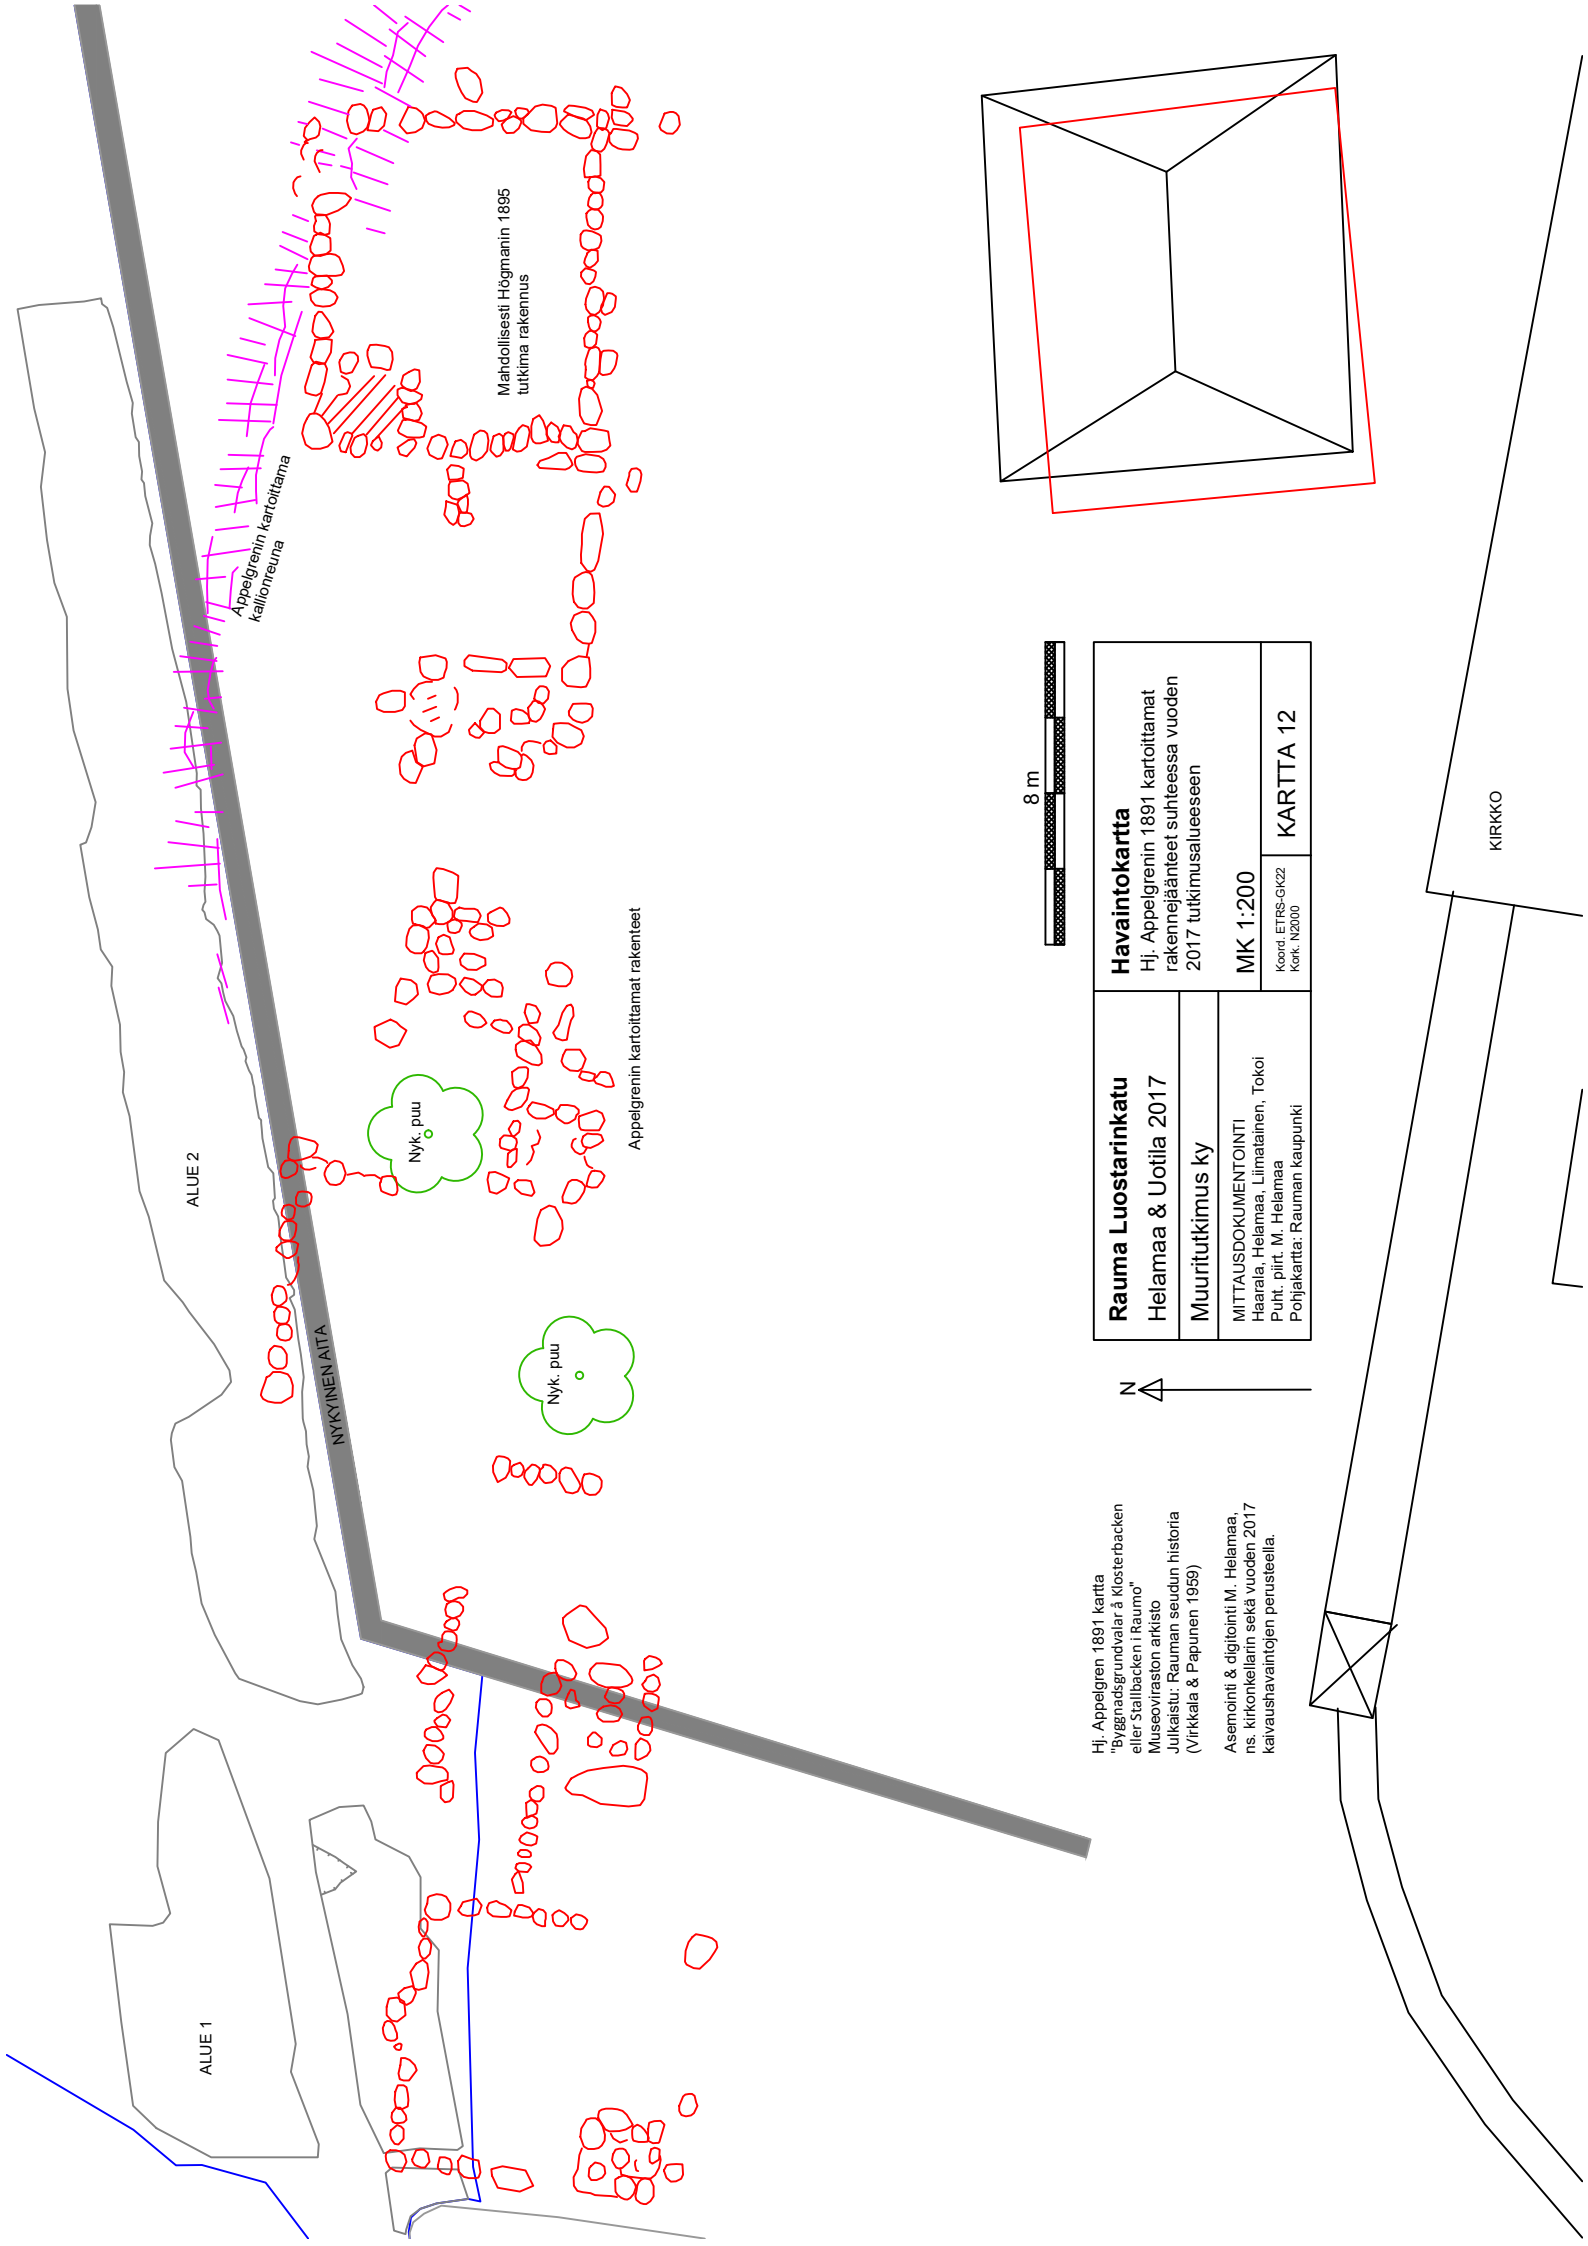 ALUE 1
ALUE 2
NYKYINEN AITA
Appelgrenin kartoittama
kallionreuna
Mahdollisesti Högmanin 1895
tutkima rakennus
Nyk. puu
Nyk. puu
Appelgrenin kartoittamat rakenteet
Hj. Appelgren 1891 kartta
"Byggnadsgrundvalar å Klosterbacken
eller Stallbacken i Raumo"
Museoviraston arkisto
Julkaistu: Rauman seudun historia
(Virkkala & Papunen 1959)
Asemointi & digitointi M. Helamaa,
ns. kirkonkellarin sekä vuoden 2017
kaivaushavaintojen perusteella.
N
8 m
Rauma Luostarinkatu
Helamaa & Uotila 2017
Muuritutkimus ky
MITTAUSDOKUMENTOINTI
Haarala, Helamaa, Liimatainen, Tokoi
Puht. piirt. M. Helamaa
Pohjakartta: Rauman kaupunki
Havaintokartta
Hj. Appelgrenin 1891 kartoittamat
rakennejäänteet suhteessa vuoden
2017 tutkimusalueeseen
MK 1:200
Koord. ETRS-GK22
Kork. N2000
KARTTA 12
KIRKKO